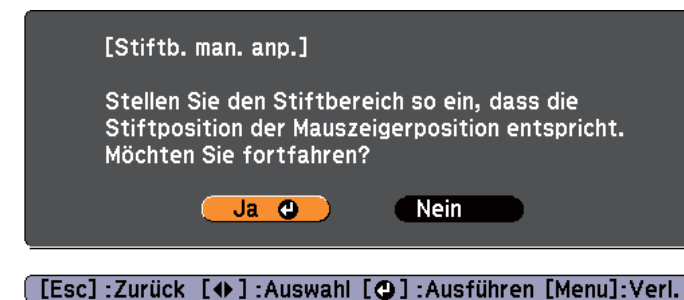 [Stiftb. man. anp.]
Stellen Sie den Stiftbereich so ein, dass die
Stiftposition der Mauszeigerposition entspricht.
Möchten Sie fortfahren?
Ja Nein
[Esc] :Zurück [◀▶] :Auswahl [⏎] :Ausführen [Menu]:Verl.